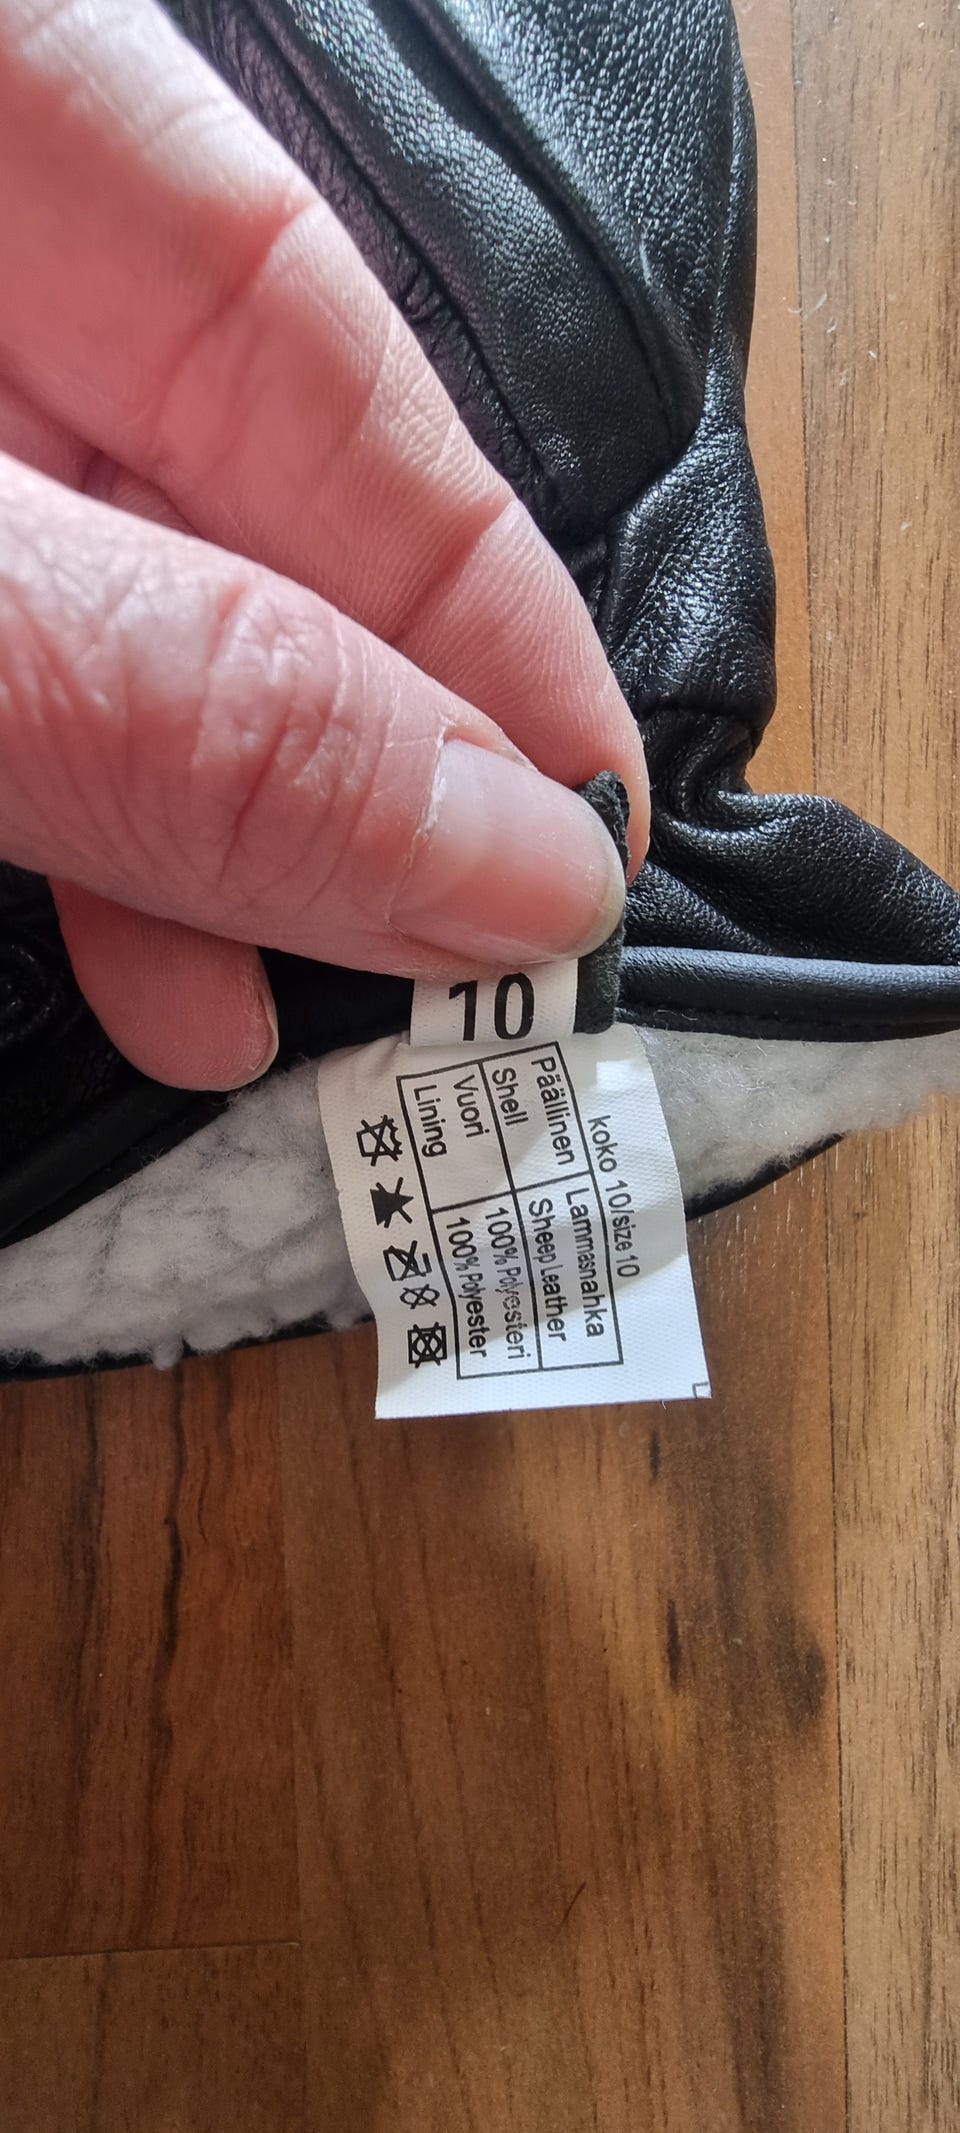 10
koko 10/size 10
Päällinen Lammasnahka
Shell Sheep Leather
Vuori 100% Polyesteri
Lining 100% Polyester